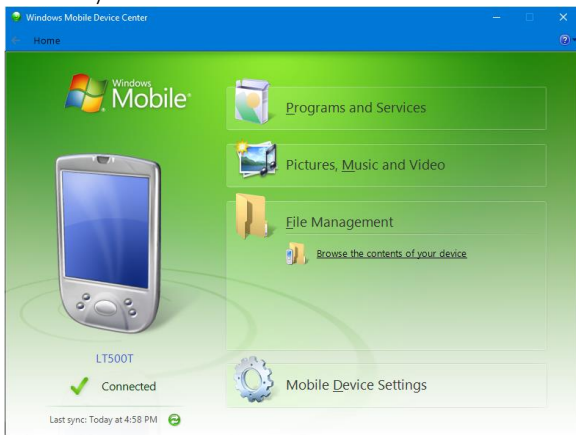 Windows Mobile Device Center
Home
Windows
Mobile
Programs and Services
Pictures, Music and Video
File Management
Browse the contents of your device
LT500T
Connected
Mobile Device Settings
Last sync: Today at 4:58 PM